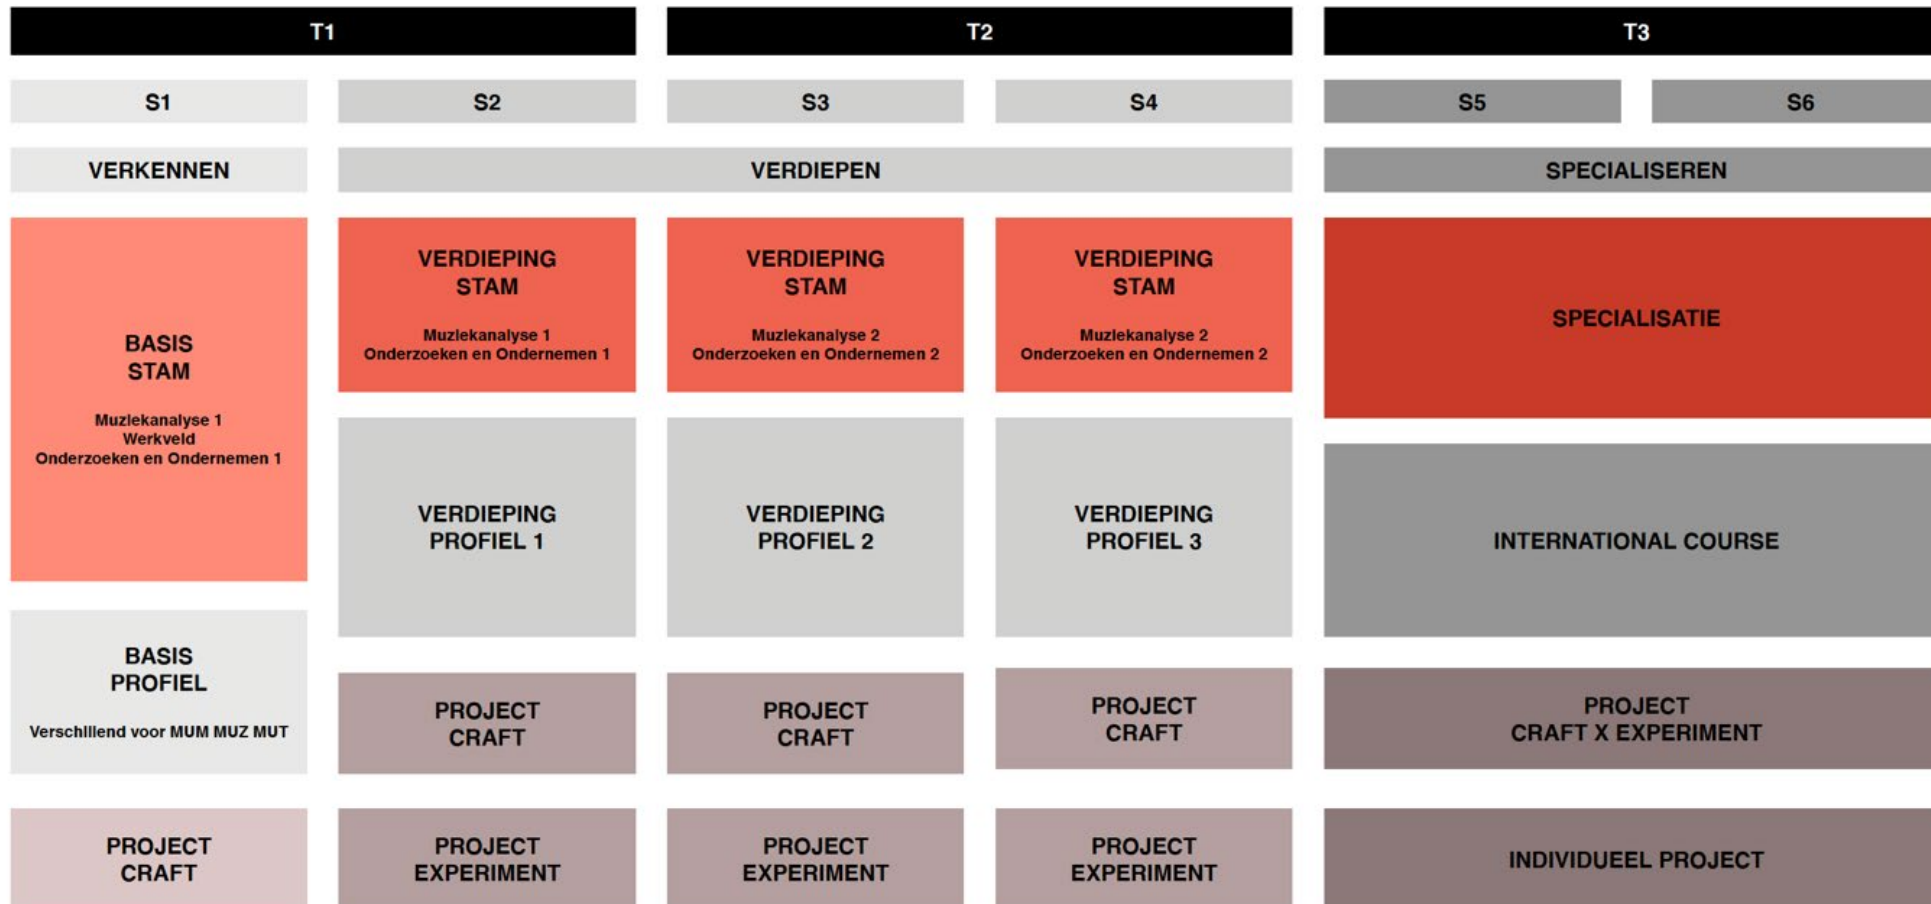 T1
T2
T3
S1
S2
S3
S4
S5
S6
VERKENNEN
VERDIEPEN
SPECIALISEREN
BASIS
STAM
Muziekanalyse 1
Werkveld
Onderzoeken en Ondernemen 1
VERDIEPING
STAM
Muziekanalyse 1
Onderzoeken en Ondernemen 1
VERDIEPING
STAM
Muziekanalyse 2
Onderzoeken en Ondernemen 2
VERDIEPING
STAM
Muziekanalyse 2
Onderzoeken en Ondernemen 2
SPECIALISATIE
VERDIEPING
PROFIEL 1
VERDIEPING
PROFIEL 2
VERDIEPING
PROFIEL 3
INTERNATIONAL COURSE
BASIS
PROFIEL
Verschillend voor MUM MUZ MUT
PROJECT
CRAFT
PROJECT
CRAFT
PROJECT
CRAFT
PROJECT
CRAFT X EXPERIMENT
PROJECT
CRAFT
PROJECT
EXPERIMENT
PROJECT
EXPERIMENT
PROJECT
EXPERIMENT
INDIVIDUEEL PROJECT